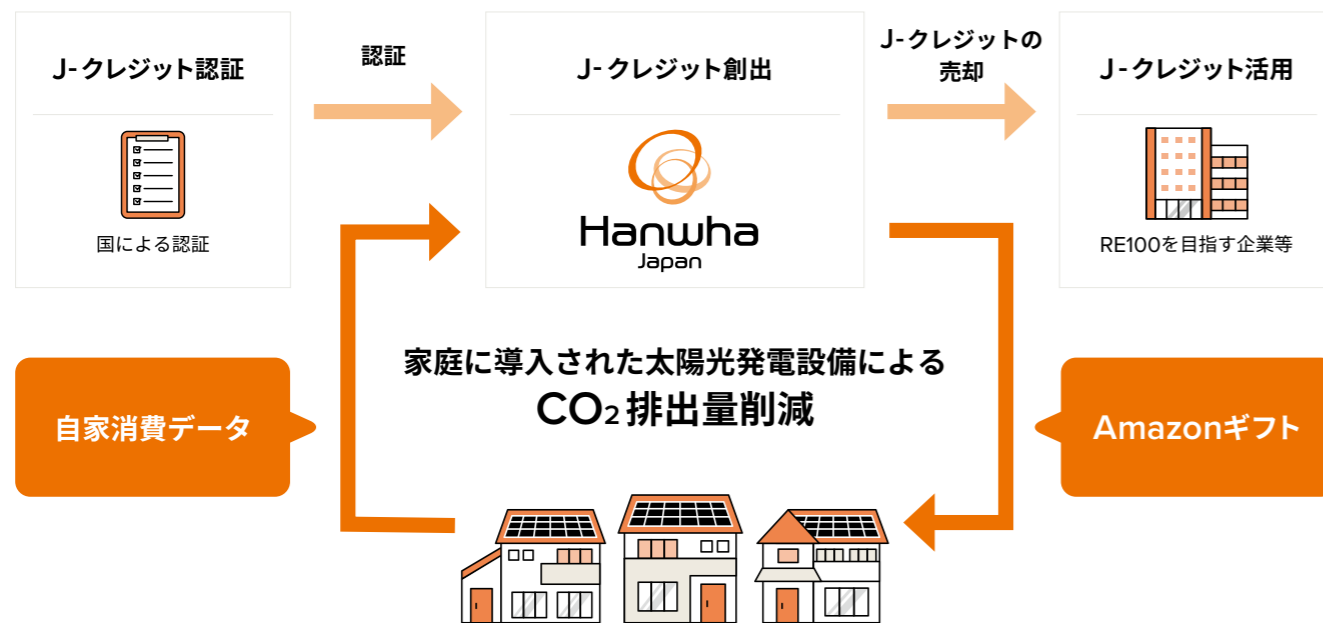 J-クレジット認証
認証
J-クレジット創出
J-クレジットの
売却
J-クレジット活用
国による認証
Hanwha
Japan
RE100を目指す企業等
家庭に導入された太陽光発電設備による
CO₂排出量削減
自家消費データ
Amazonギフト